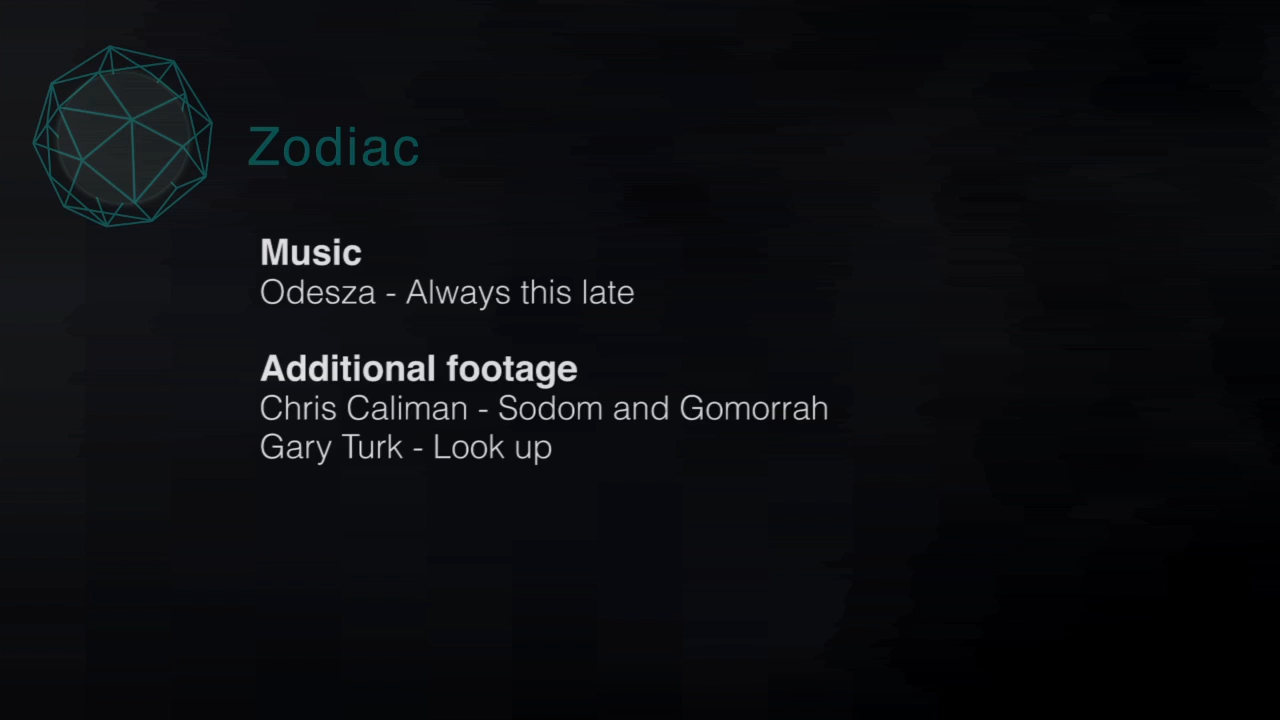 Zodiac
Music
Odesza - Always this late
Additional footage
Chris Caliman - Sodom and Gomorrah
Gary Turk - Look up